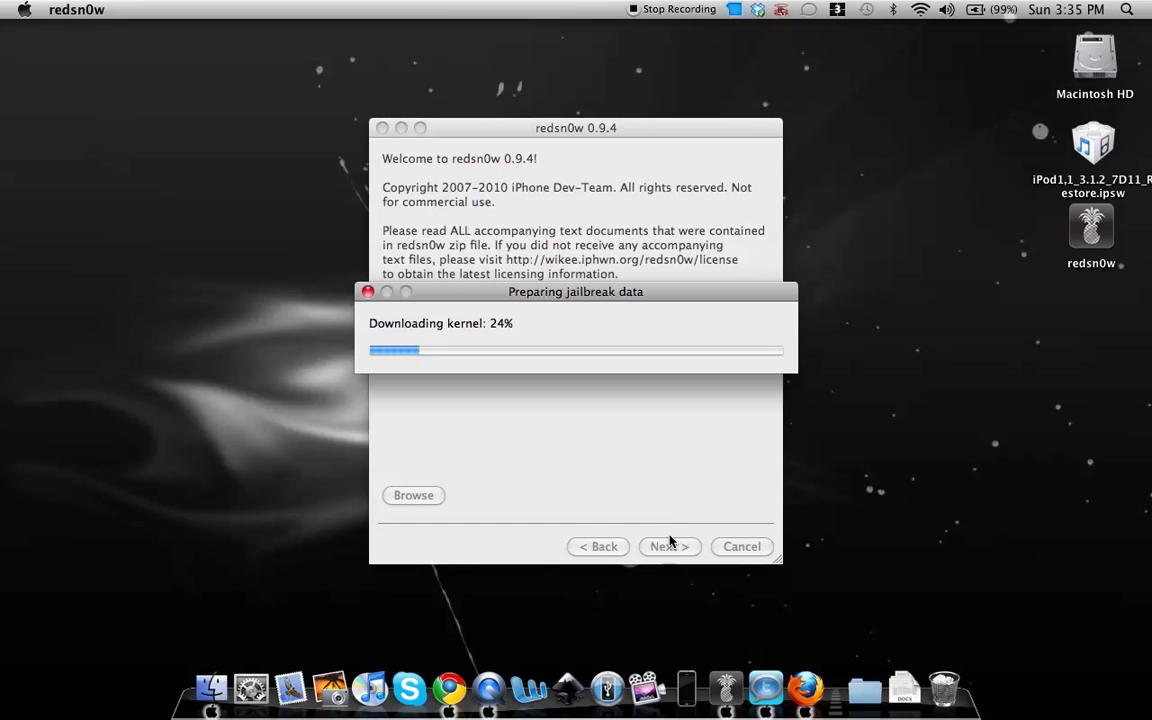 redsn0w
Stop Recording
3
(99%)
Sun 3:35 PM
Macintosh HD
iPod1,1_3.1.2_7D11_R
estore.ipsw
redsn0w
redsn0w 0.9.4
Welcome to redsn0w 0.9.4!
Copyright 2007-2010 iPhone Dev-Team. All rights reserved. Not
for commercial use.
Please read ALL accompanying text documents that were contained
in redsn0w zip file. If you did not receive any accompanying
text files, please visit http://wikee.iphwn.org/redsn0w/license
to obtain the latest licensing information.
Preparing jailbreak data
Downloading kernel: 24%
Browse
< Back
Next >
Cancel
DOCX